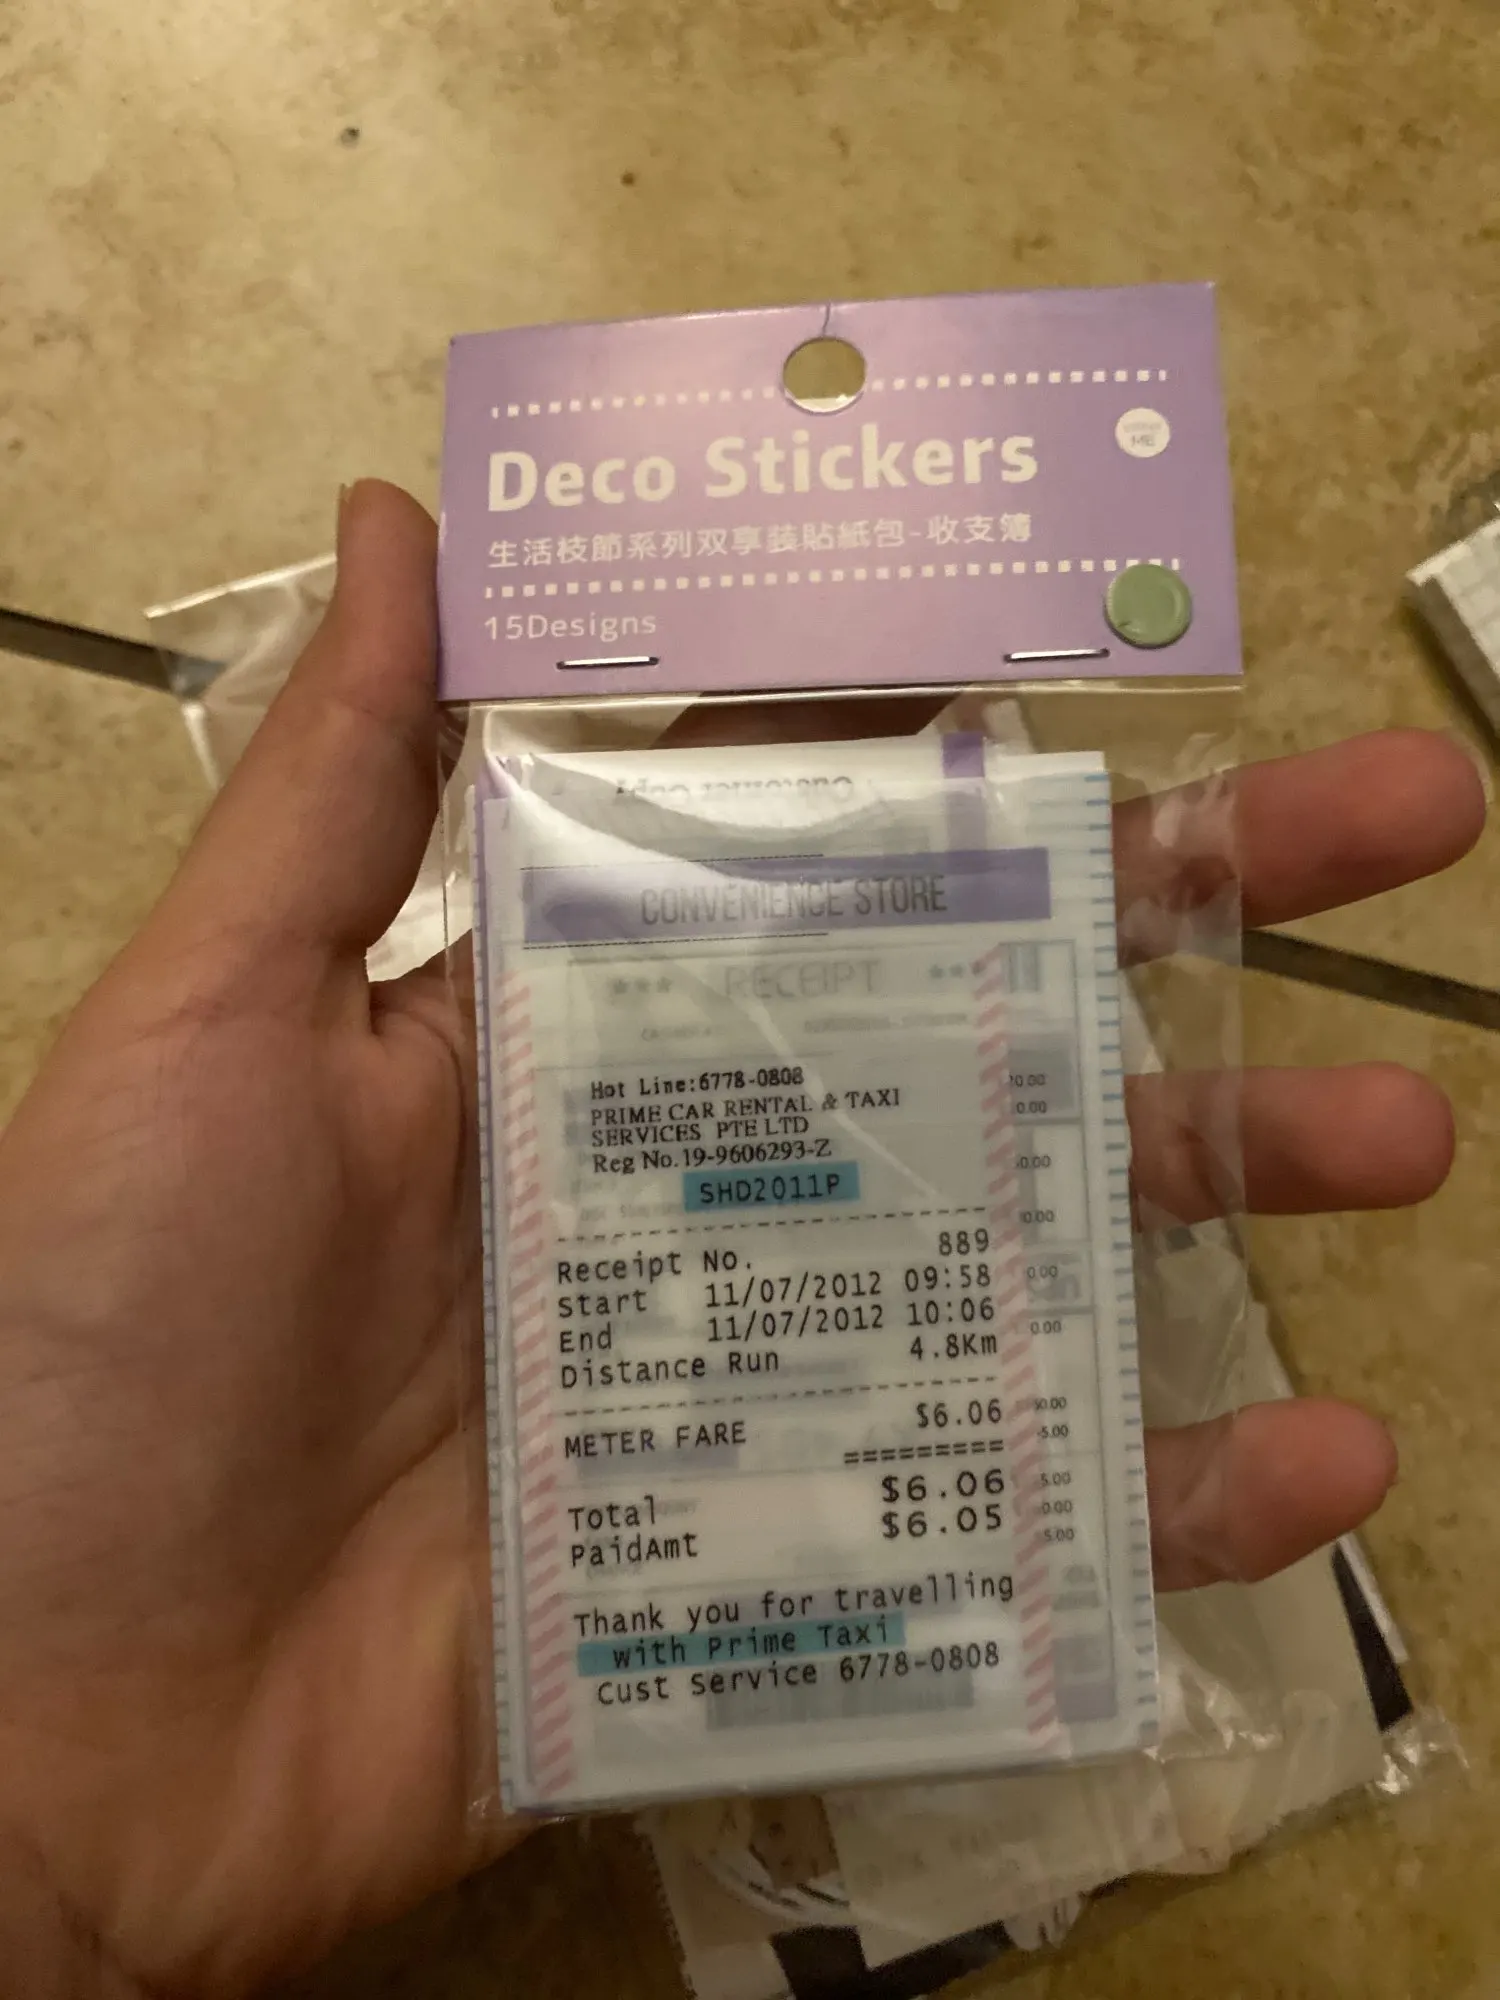 Deco Stickers
ME
生活枝節系列双享装貼紙包-收支簿
15Designs
Customer Copy
CONVENIENCE STORE
*** RECEIPT ***
Hot Line:6778-0808
PRIME CAR RENTAL & TAXI
SERVICES PTE LTD
Reg No.19-9606293-Z
SHD2011P
Receipt No. 889
Start 11/07/2012 09:58
End 11/07/2012 10:06
Distance Run 4.8Km
METER FARE $6.06
=========
Total $6.06
PaidAmt $6.05
Thank you for travelling
with Prime Taxi
Cust Service 6778-0808